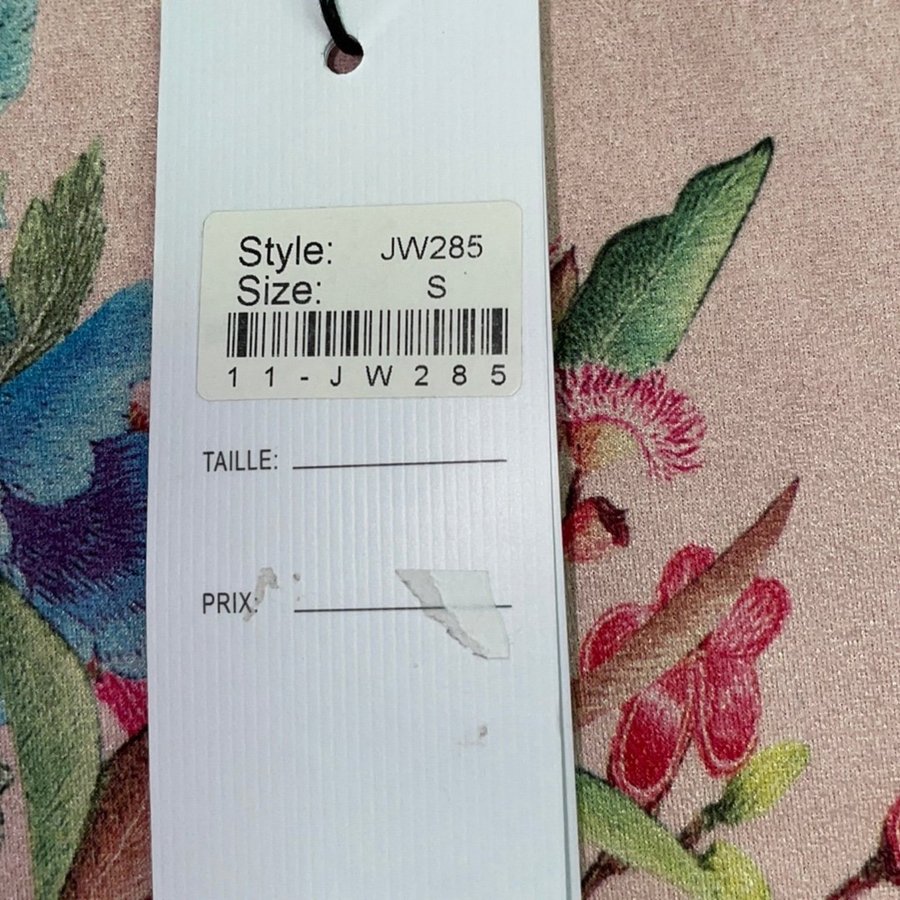 Style: JW285
Size: S
11-JW285
TAILLE:
PRIX: